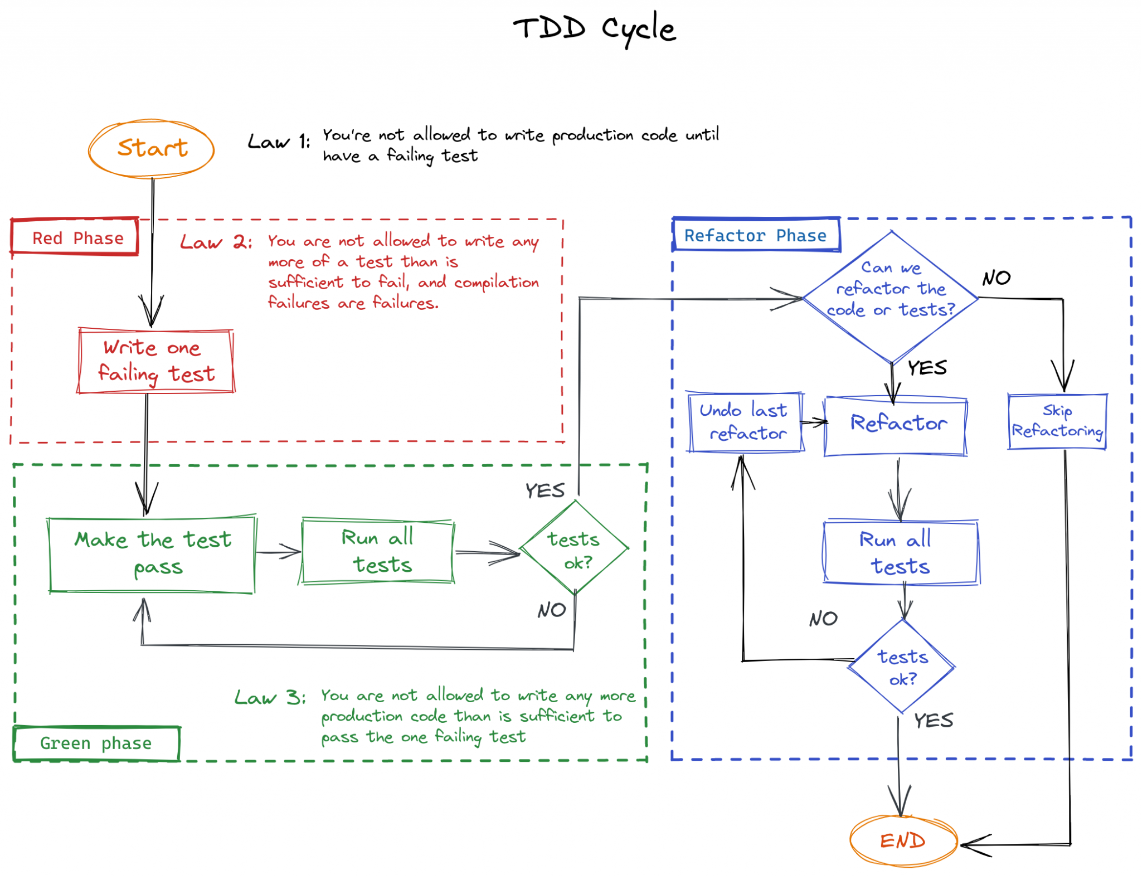 TDD Cycle
Start
Law 1:
You're not allowed to write production code until
have a failing test
Red Phase
Law 2:
You are not allowed to write any
more of a test than is
sufficient to fail, and compilation
failures are failures.
Write one
failing test
Make the test
pass
Run all
tests
tests
ok?
YES
NO
Law 3:
You are not allowed to write any more
production code than is sufficient to
pass the one failing test
Green phase
Refactor Phase
Can we
refactor the
code or tests?
NO
YES
Undo last
refactor
Refactor
Skip
Refactoring
Run all
tests
NO
tests
ok?
YES
END